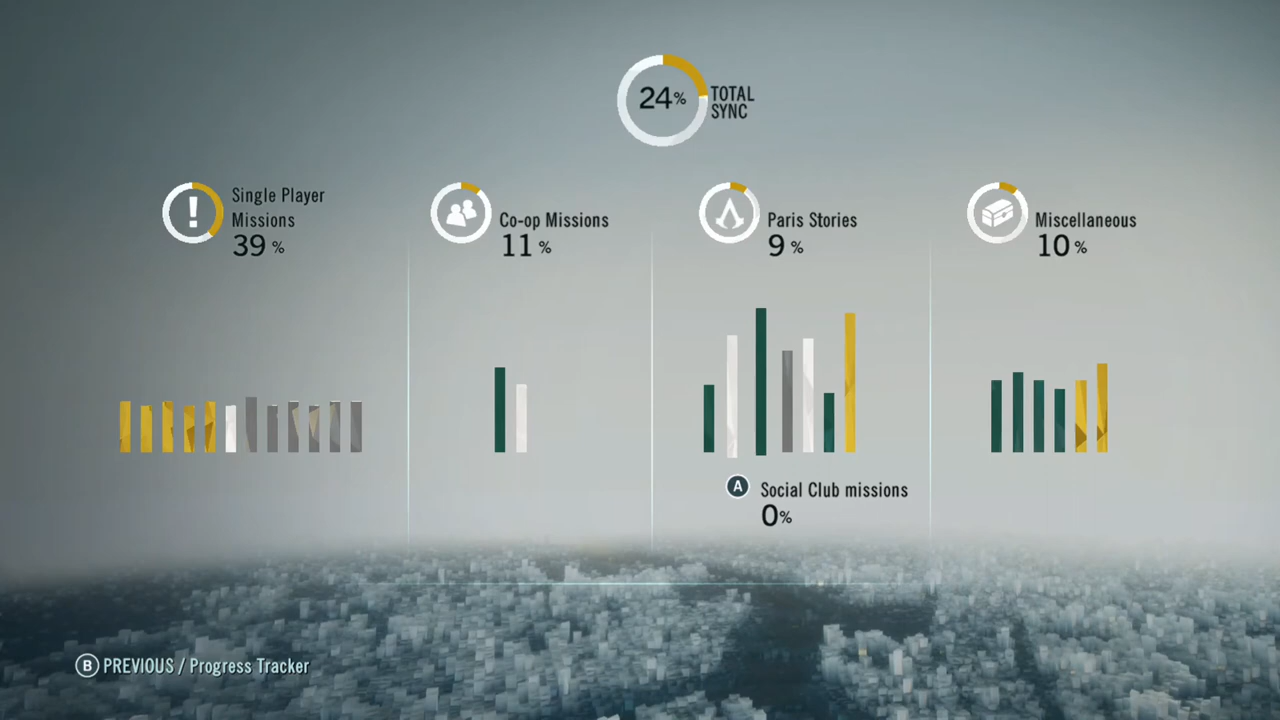 24%
TOTAL
SYNC
Single Player
Missions
39 %
Co-op Missions
11 %
Paris Stories
9 %
Miscellaneous
10 %
A Social Club missions
0%
B PREVIOUS / Progress Tracker